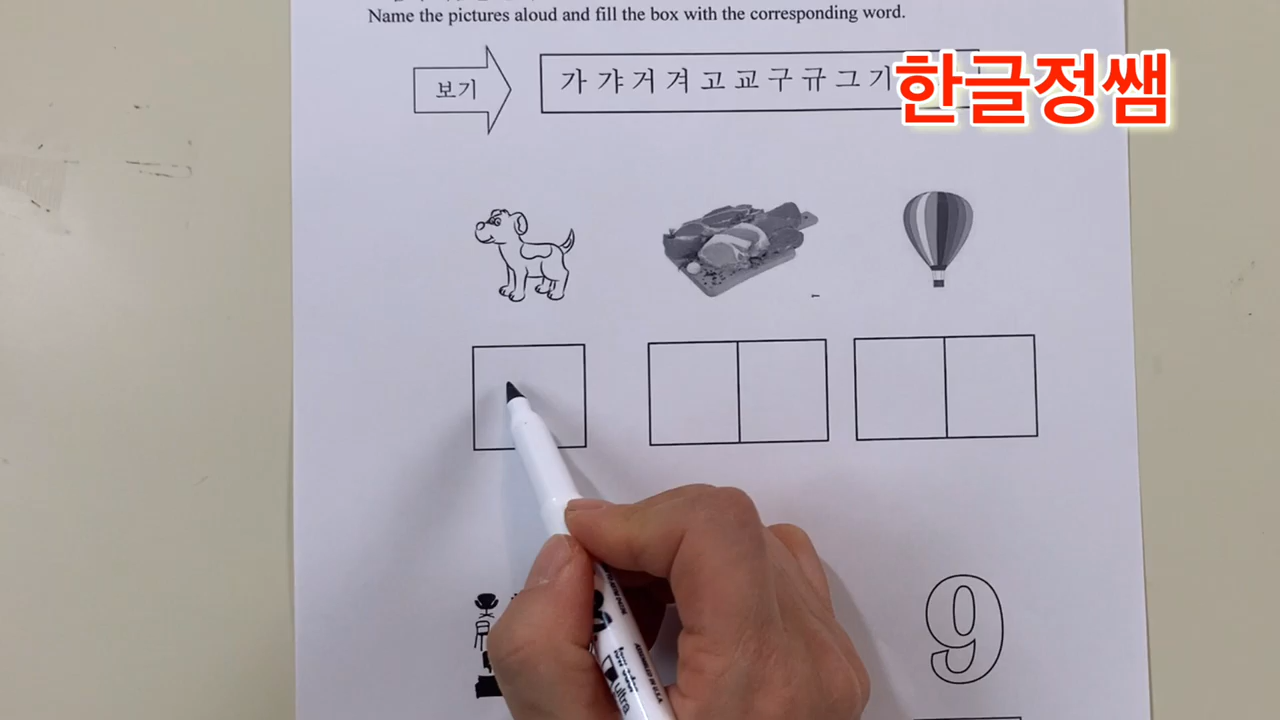 Name the pictures aloud and fill the box with the corresponding word.
보기
가 갸 거 겨 고 교 구 규 그 기
한글정쌤
9
ultra